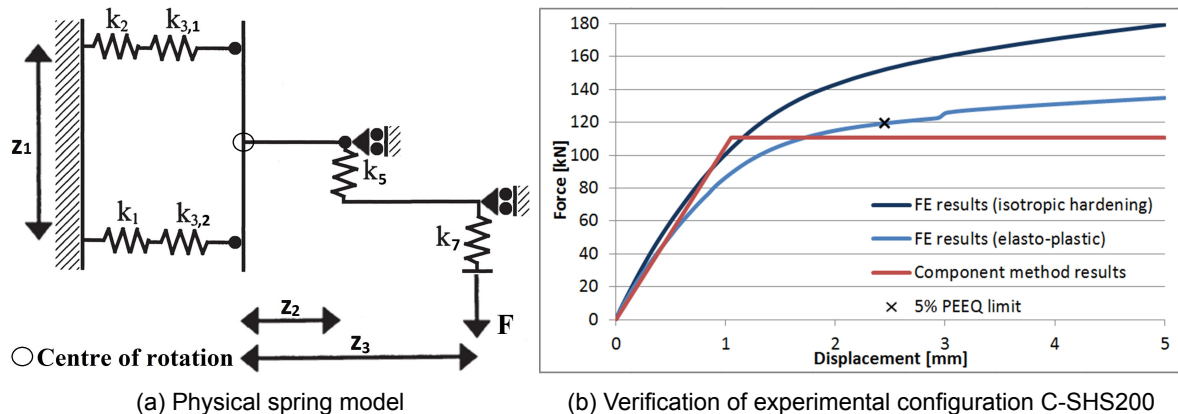 k2 k3,1
z1
k5
k1 k3,2
k7
z2
F
z3
Centre of rotation
(a) Physical spring model
Force [kN]
180
160
140
120
100
80
60
40
20
0
FE results (isotropic hardening)
FE results (elasto-plastic)
Component method results
5% PEEQ limit
0 1 2 3 4 5
Displacement [mm]
(b) Verification of experimental configuration C-SHS200